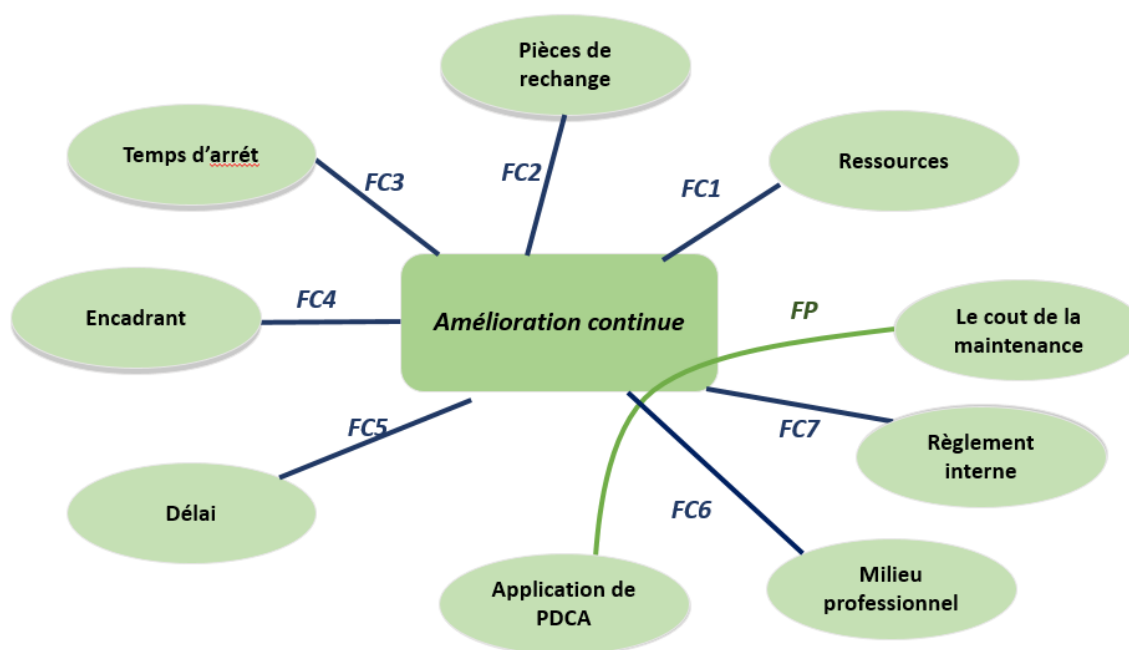 Pièces de
rechange
Temps d'arrét
Ressources
FC3
FC2
FC1
Encadrant
FC4
Amélioration continue
FP
Le cout de la
maintenance
FC5
FC7
Règlement
interne
Délai
FC6
Application de
PDCA
Milieu
professionnel